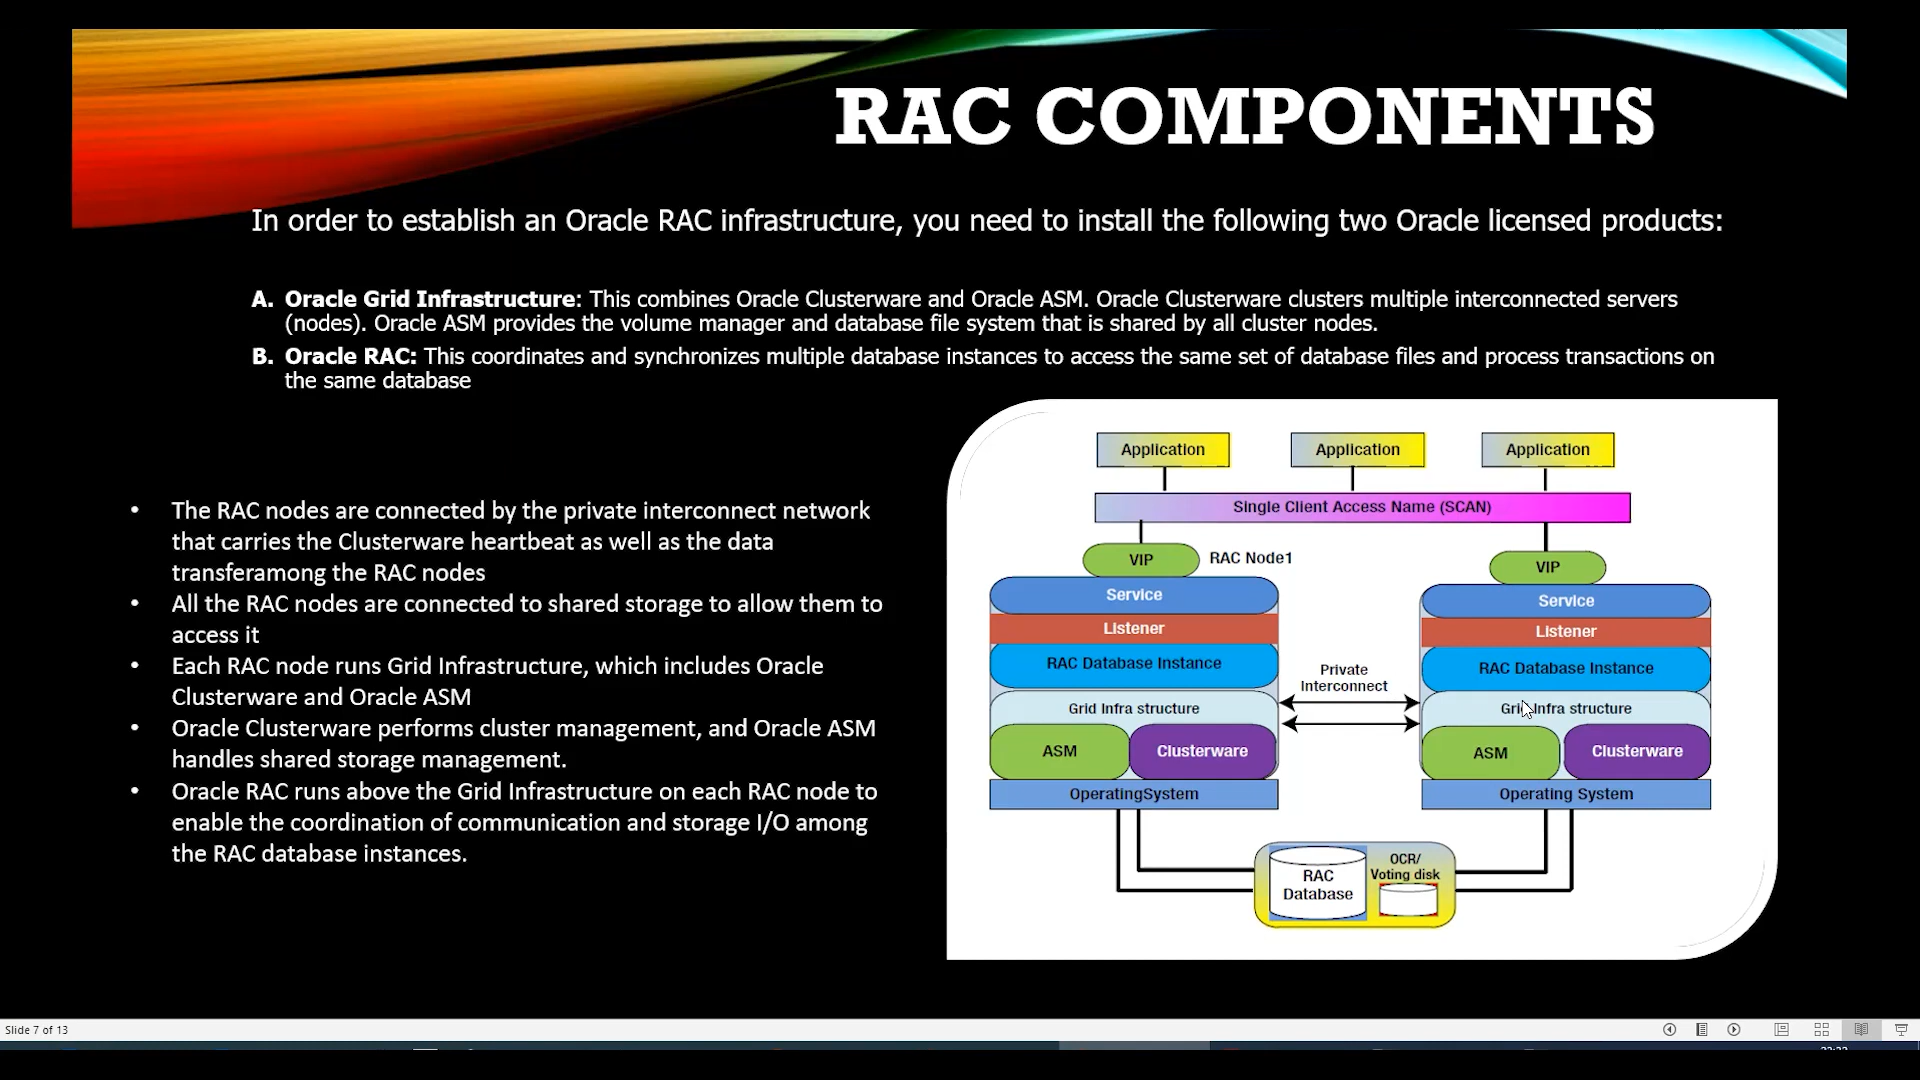 RAC COMPONENTS
In order to establish an Oracle RAC infrastructure, you need to install the following two Oracle licensed products:
A. Oracle Grid Infrastructure: This combines Oracle Clusterware and Oracle ASM. Oracle Clusterware clusters multiple interconnected servers
(nodes). Oracle ASM provides the volume manager and database file system that is shared by all cluster nodes.
B. Oracle RAC: This coordinates and synchronizes multiple database instances to access the same set of database files and process transactions on
the same database
• The RAC nodes are connected by the private interconnect network
that carries the Clusterware heartbeat as well as the data
transferamong the RAC nodes
• All the RAC nodes are connected to shared storage to allow them to
access it
• Each RAC node runs Grid Infrastructure, which includes Oracle
Clusterware and Oracle ASM
• Oracle Clusterware performs cluster management, and Oracle ASM
handles shared storage management.
• Oracle RAC runs above the Grid Infrastructure on each RAC node to
enable the coordination of communication and storage I/O among
the RAC database instances.
Application Application Application
Single Client Access Name (SCAN)
VIP RAC Node1 VIP
Service Service
Listener Listener
RAC Database Instance RAC Database Instance
Private
Interconnect
Grid Infra structure Grid Infra structure
ASM Clusterware ASM Clusterware
OperatingSystem Operating System
RAC
Database
OCR/
Voting disk
Slide 7 of 13